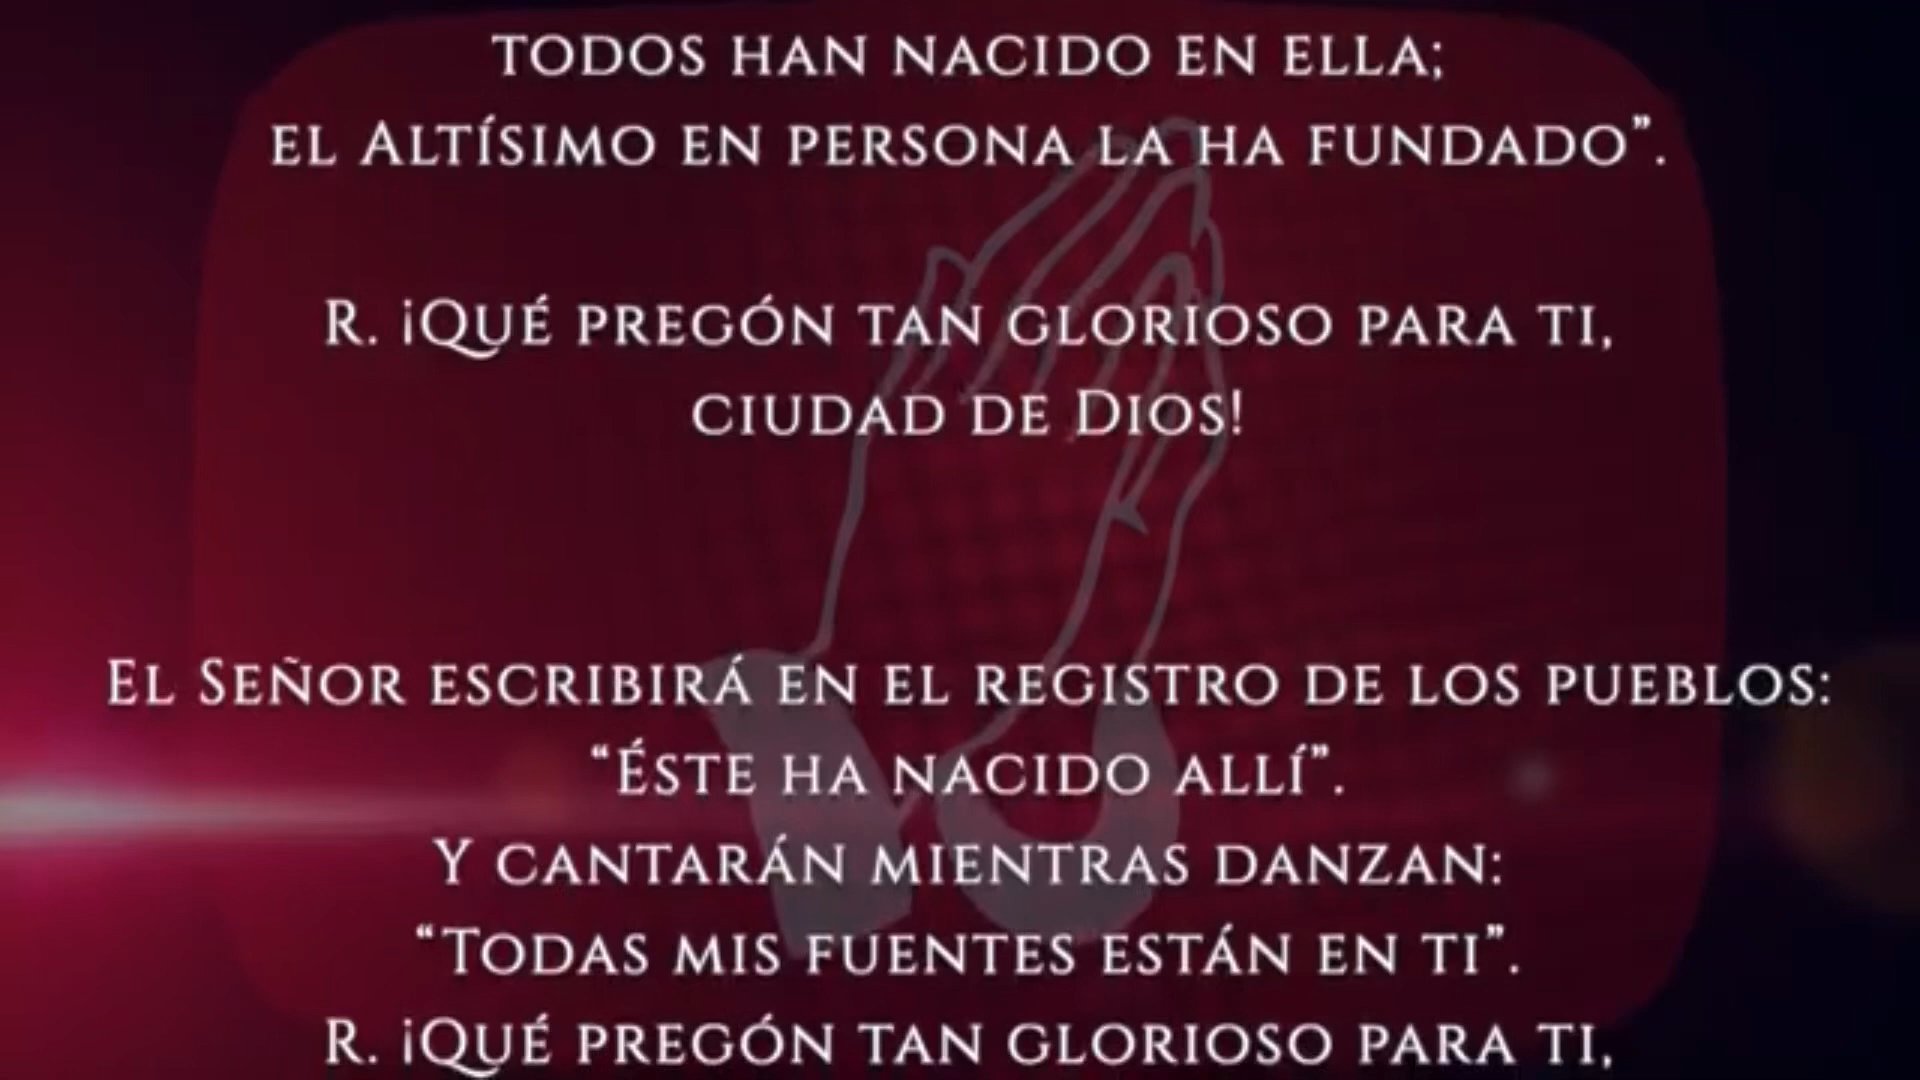 TODOS HAN NACIDO EN ELLA;
EL ALTÍSIMO EN PERSONA LA HA FUNDADO”.
R. ¡QUÉ PREGÓN TAN GLORIOSO PARA TI,
CIUDAD DE DIOS!
EL SEÑOR ESCRIBIRÁ EN EL REGISTRO DE LOS PUEBLOS:
“ÉSTE HA NACIDO ALLÍ”.
Y CANTARÁN MIENTRAS DANZAN:
“TODAS MIS FUENTES ESTÁN EN TI”.
R. ¡QUÉ PREGÓN TAN GLORIOSO PARA TI,